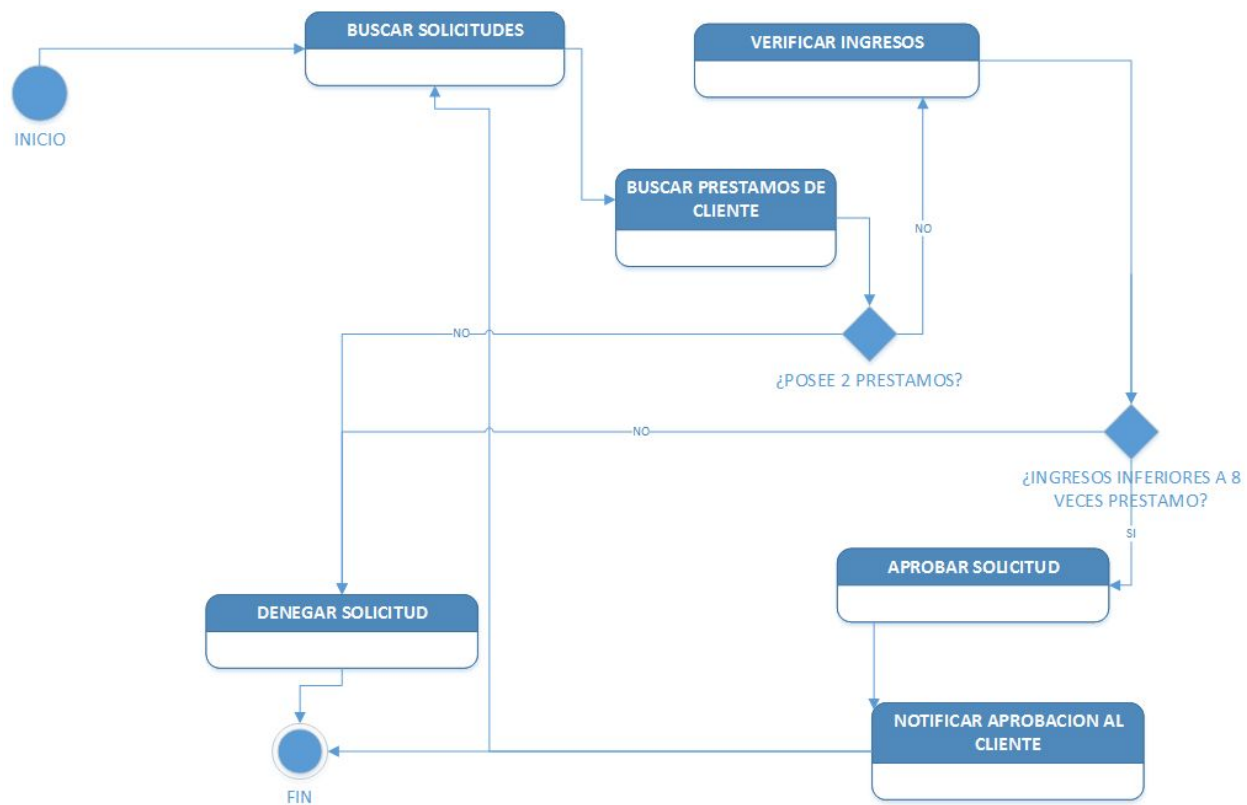 BUSCAR SOLICITUDES
VERIFICAR INGRESOS
INICIO
BUSCAR PRESTAMOS DE
CLIENTE
NO
NO
¿POSEE 2 PRESTAMOS?
NO
¿INGRESOS INFERIORES A 8
VECES PRESTAMO?
SI
APROBAR SOLICITUD
DENEGAR SOLICITUD
NOTIFICAR APROBACION AL
CLIENTE
FIN